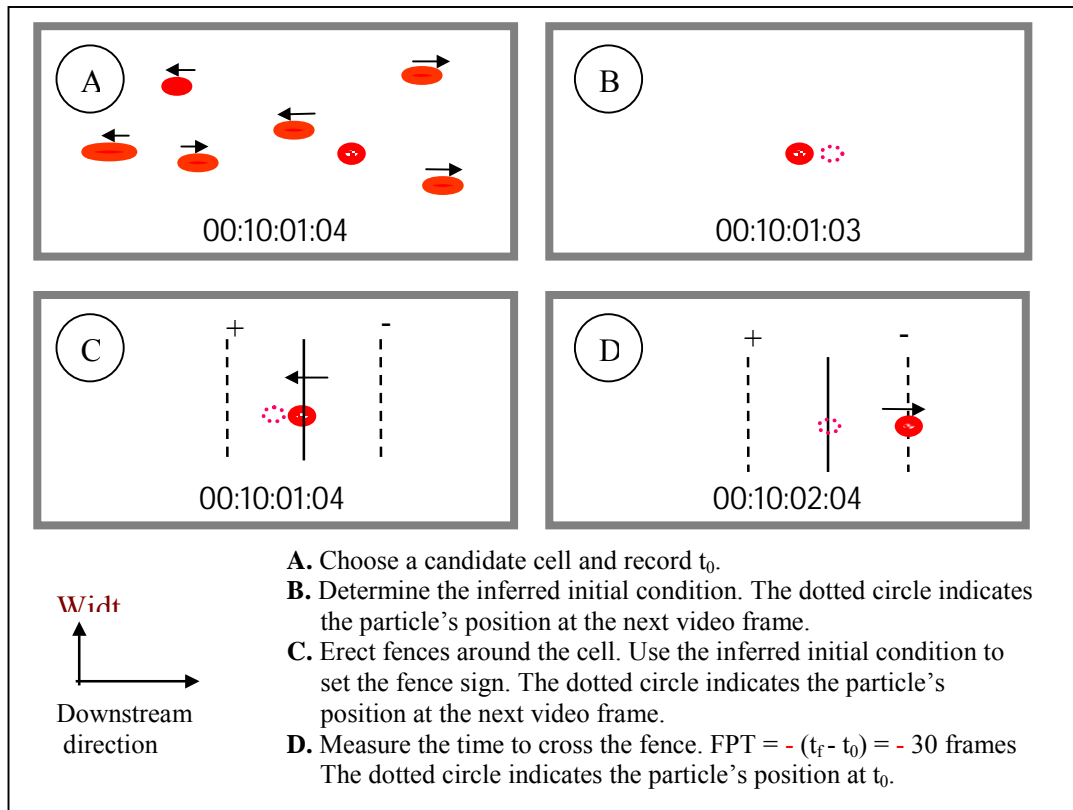 A
00:10:01:04
B
00:10:01:03
C
+ -
00:10:01:04
D
+ -
00:10:02:04
Widt
Downstream
direction
A. Choose a candidate cell and record t₀.
B. Determine the inferred initial condition. The dotted circle indicates
the particle's position at the next video frame.
C. Erect fences around the cell. Use the inferred initial condition to
set the fence sign. The dotted circle indicates the particle's
position at the next video frame.
D. Measure the time to cross the fence. FPT = - (t_f - t₀) = - 30 frames
The dotted circle indicates the particle's position at t₀.